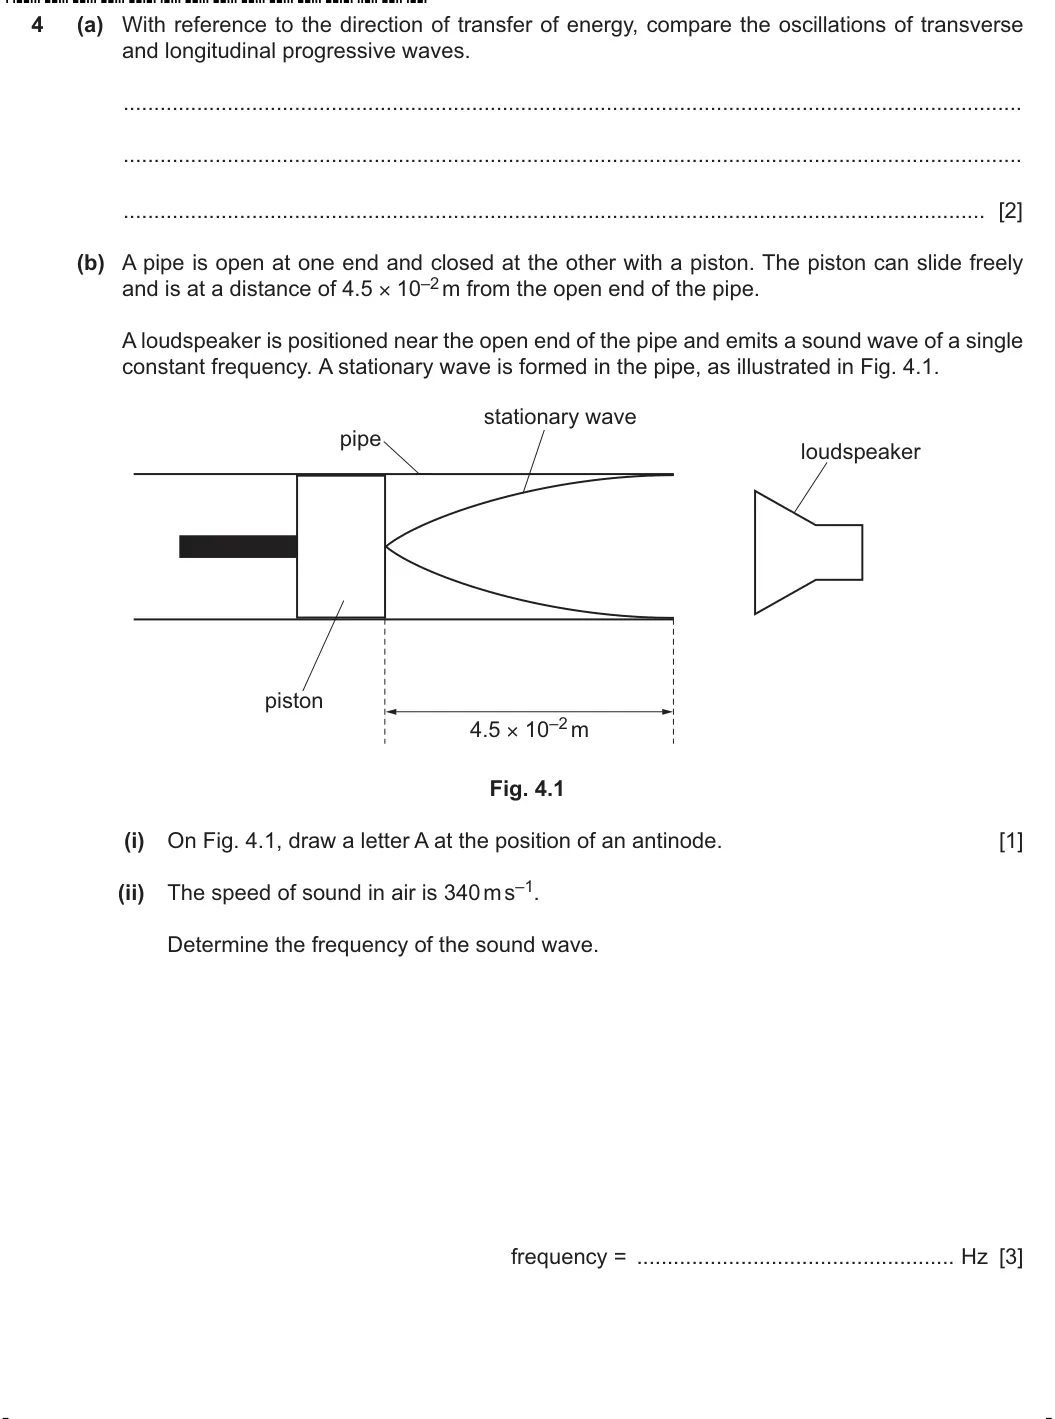 4 (a) With reference to the direction of transfer of energy, compare the oscillations of transverse
and longitudinal progressive waves.
..........................................................................................................................................................
..........................................................................................................................................................
.................................................................................................................................................... [2]
(b) A pipe is open at one end and closed at the other with a piston. The piston can slide freely
and is at a distance of 4.5 × 10⁻² m from the open end of the pipe.
A loudspeaker is positioned near the open end of the pipe and emits a sound wave of a single
constant frequency. A stationary wave is formed in the pipe, as illustrated in Fig. 4.1.
stationary wave
pipe
loudspeaker
piston
4.5 × 10⁻² m
Fig. 4.1
(i) On Fig. 4.1, draw a letter A at the position of an antinode. [1]
(ii) The speed of sound in air is 340 m s⁻¹.
Determine the frequency of the sound wave.
frequency = .................................................... Hz [3]